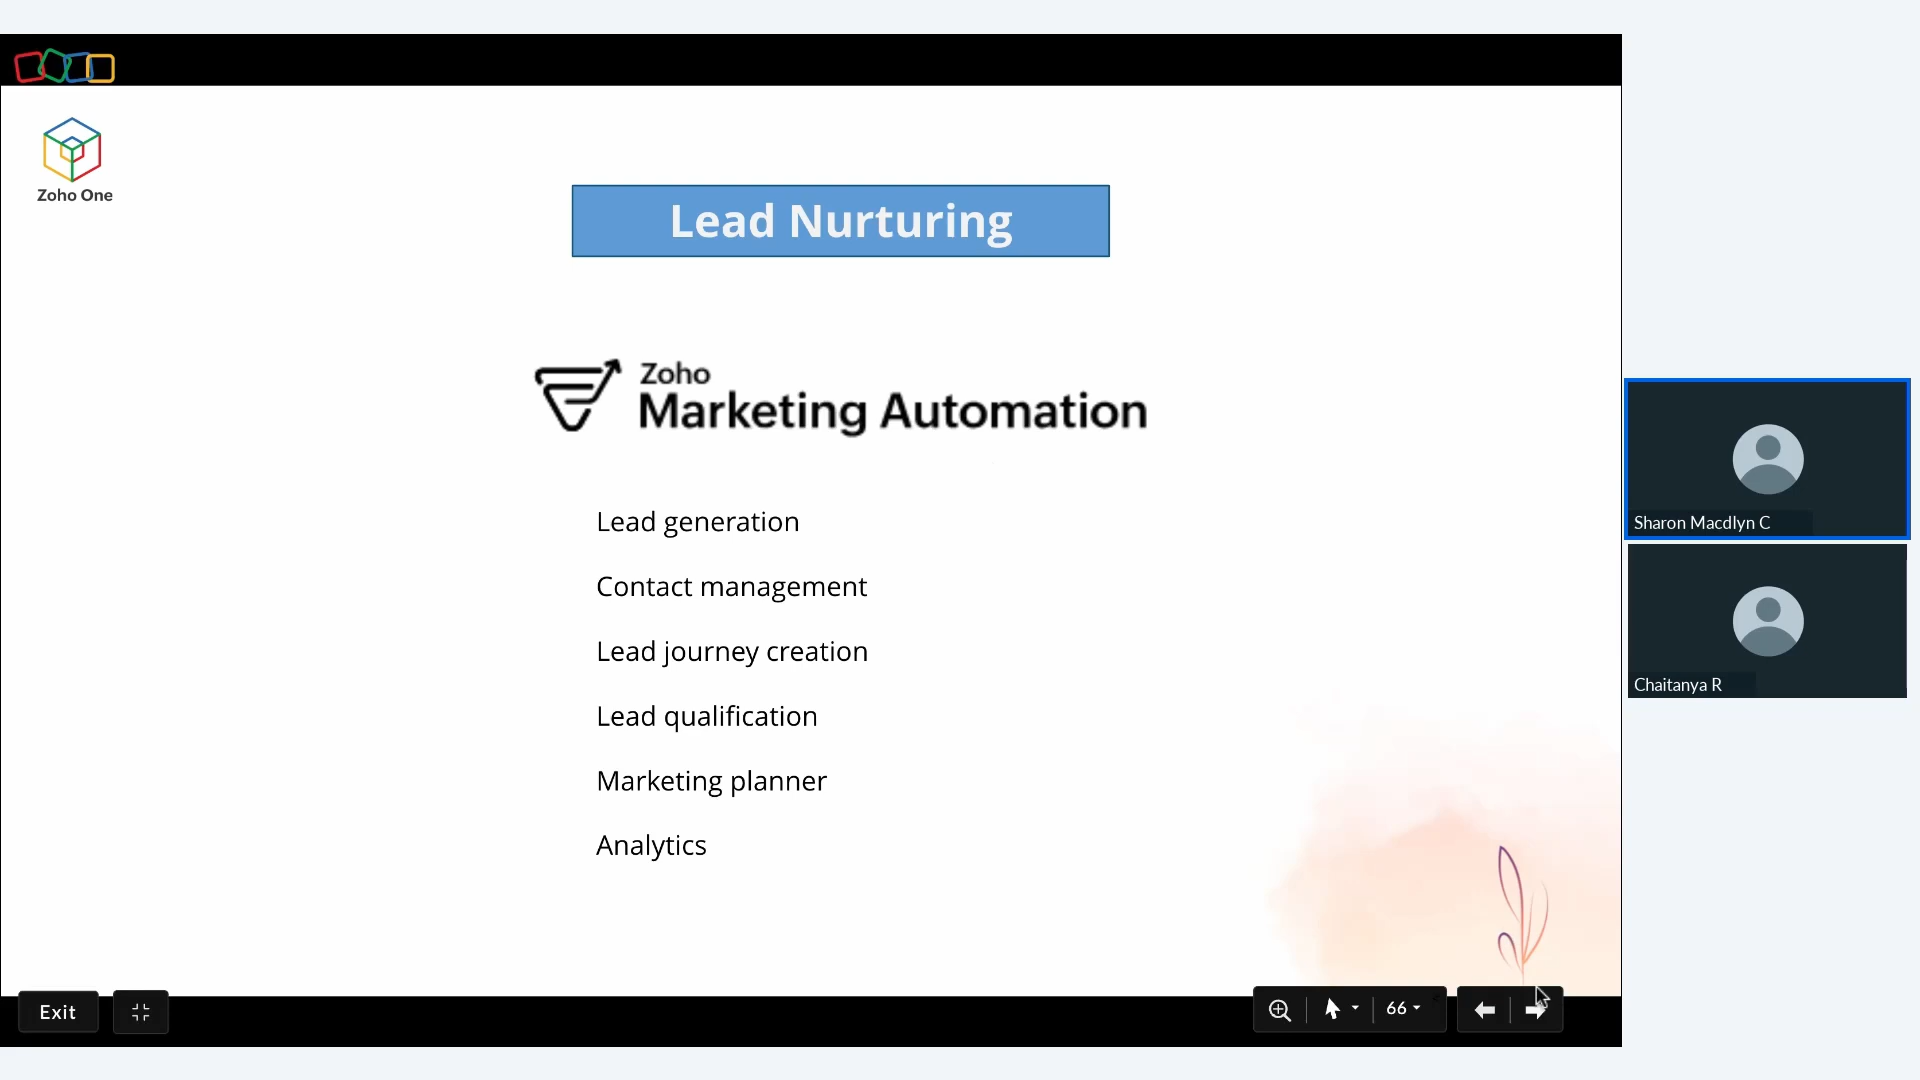 Zoho One
Lead Nurturing
Zoho
Marketing Automation
Lead generation
Contact management
Lead journey creation
Lead qualification
Marketing planner
Analytics
Sharon Macdlyn C
Chaitanya R
Exit
66